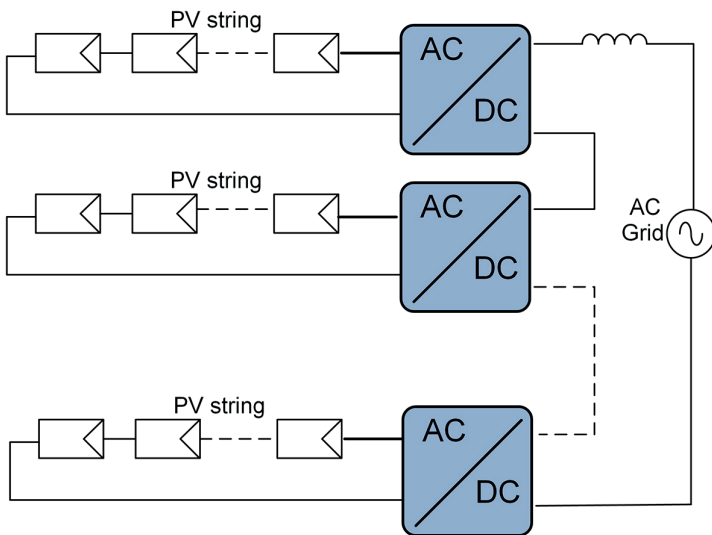 PV string
AC
DC
PV string
AC
DC
AC
Grid
PV string
AC
DC